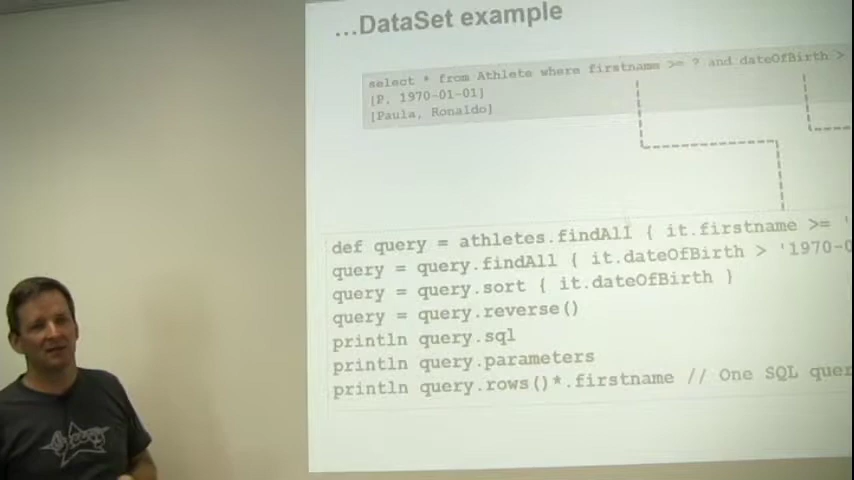 ...DataSet example
select * from Athlete where firstname >= ? and dateOfBirth >
[P, 1970-01-01]
[Paula, Ronaldo]
def query = athletes.findAll { it.firstname >= '
query = query.findAll { it.dateOfBirth > '1970-0
query = query.sort { it.dateOfBirth }
query = query.reverse()
println query.sql
println query.parameters
println query.rows()*.firstname // One SQL quer